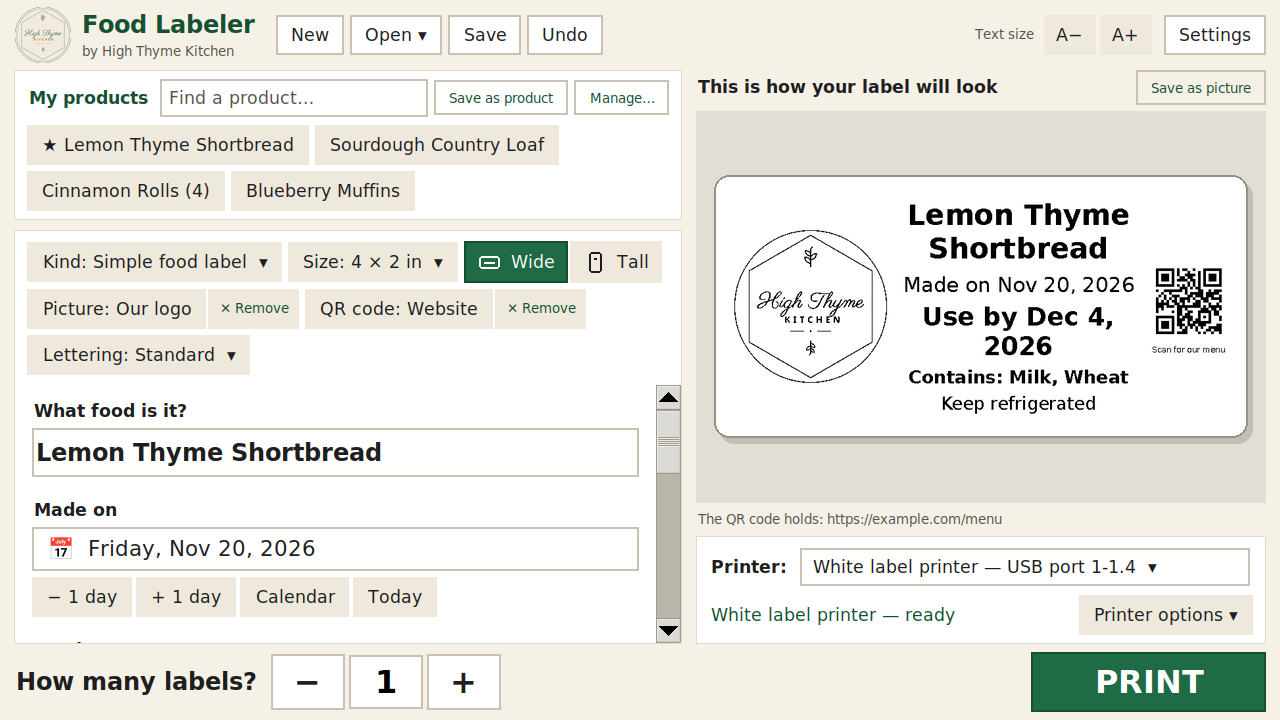 High Thyme
KITCHEN
Food Labeler
by High Thyme Kitchen
New
Open ▾
Save
Undo
Text size
A−
A+
Settings
My products
Find a product…
Save as product
Manage…
★ Lemon Thyme Shortbread
Sourdough Country Loaf
Cinnamon Rolls (4)
Blueberry Muffins
Kind: Simple food label ▾
Size: 4 × 2 in ▾
Wide
Tall
Picture: Our logo
× Remove
QR code: Website
× Remove
Lettering: Standard ▾
What food is it?
Lemon Thyme Shortbread
Made on
Friday, Nov 20, 2026
− 1 day
+ 1 day
Calendar
Today
This is how your label will look
Save as picture
High Thyme
KITCHEN
Lemon Thyme
Shortbread
Made on Nov 20, 2026
Use by Dec 4,
2026
Contains: Milk, Wheat
Keep refrigerated
Scan for our menu
The QR code holds: https://example.com/menu
Printer:
White label printer — USB port 1-1.4 ▾
White label printer — ready
Printer options ▾
How many labels?
−
1
+
PRINT